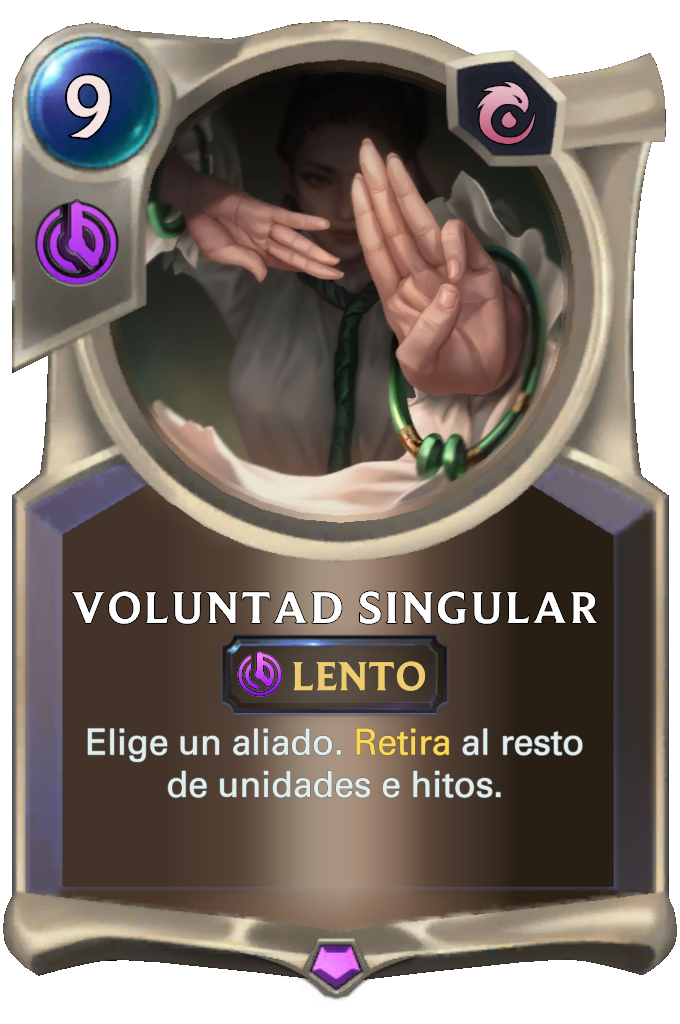 9
VOLUNTAD SINGULAR
LENTO
Elige un aliado. Retira al resto
de unidades e hitos.